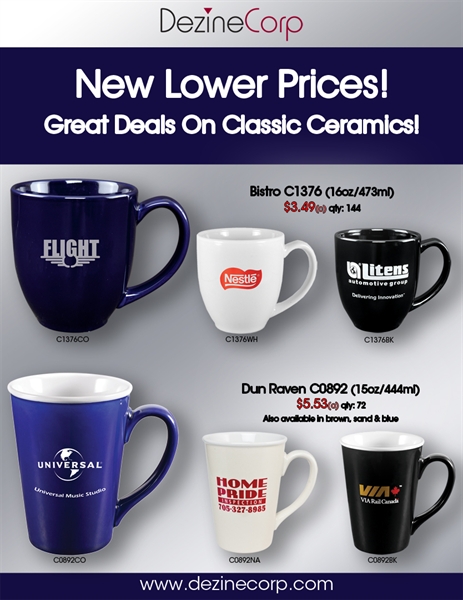 DezineCorp
New Lower Prices!
Great Deals On Classic Ceramics!
Bistro C1376 (16oz/473ml)
$3.49(c) qty: 144
FLIGHT
Nestlé
Litens
automotive group
Delivering Innovation™
C1376CO
C1376WH
C1376BK
Dun Raven C0892 (15oz/444ml)
$5.53(c) qty: 72
Also available in brown, sand & blue
UNIVERSAL
Universal Music Studio
HOME
PRIDE
INSPECTION
705-327-8985
VIA
VIA Rail Canada
C0892CO
C0892NA
C0892BK
www.dezinecorp.com